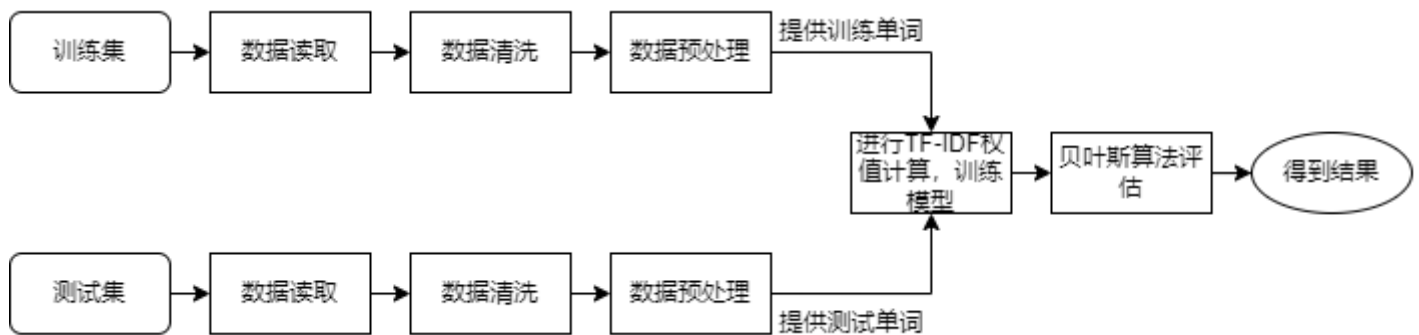 训练集
数据读取
数据清洗
数据预处理
提供训练单词
进行TF-IDF权
值计算，训练
模型
贝叶斯算法评
估
得到结果
测试集
数据读取
数据清洗
数据预处理
提供测试单词